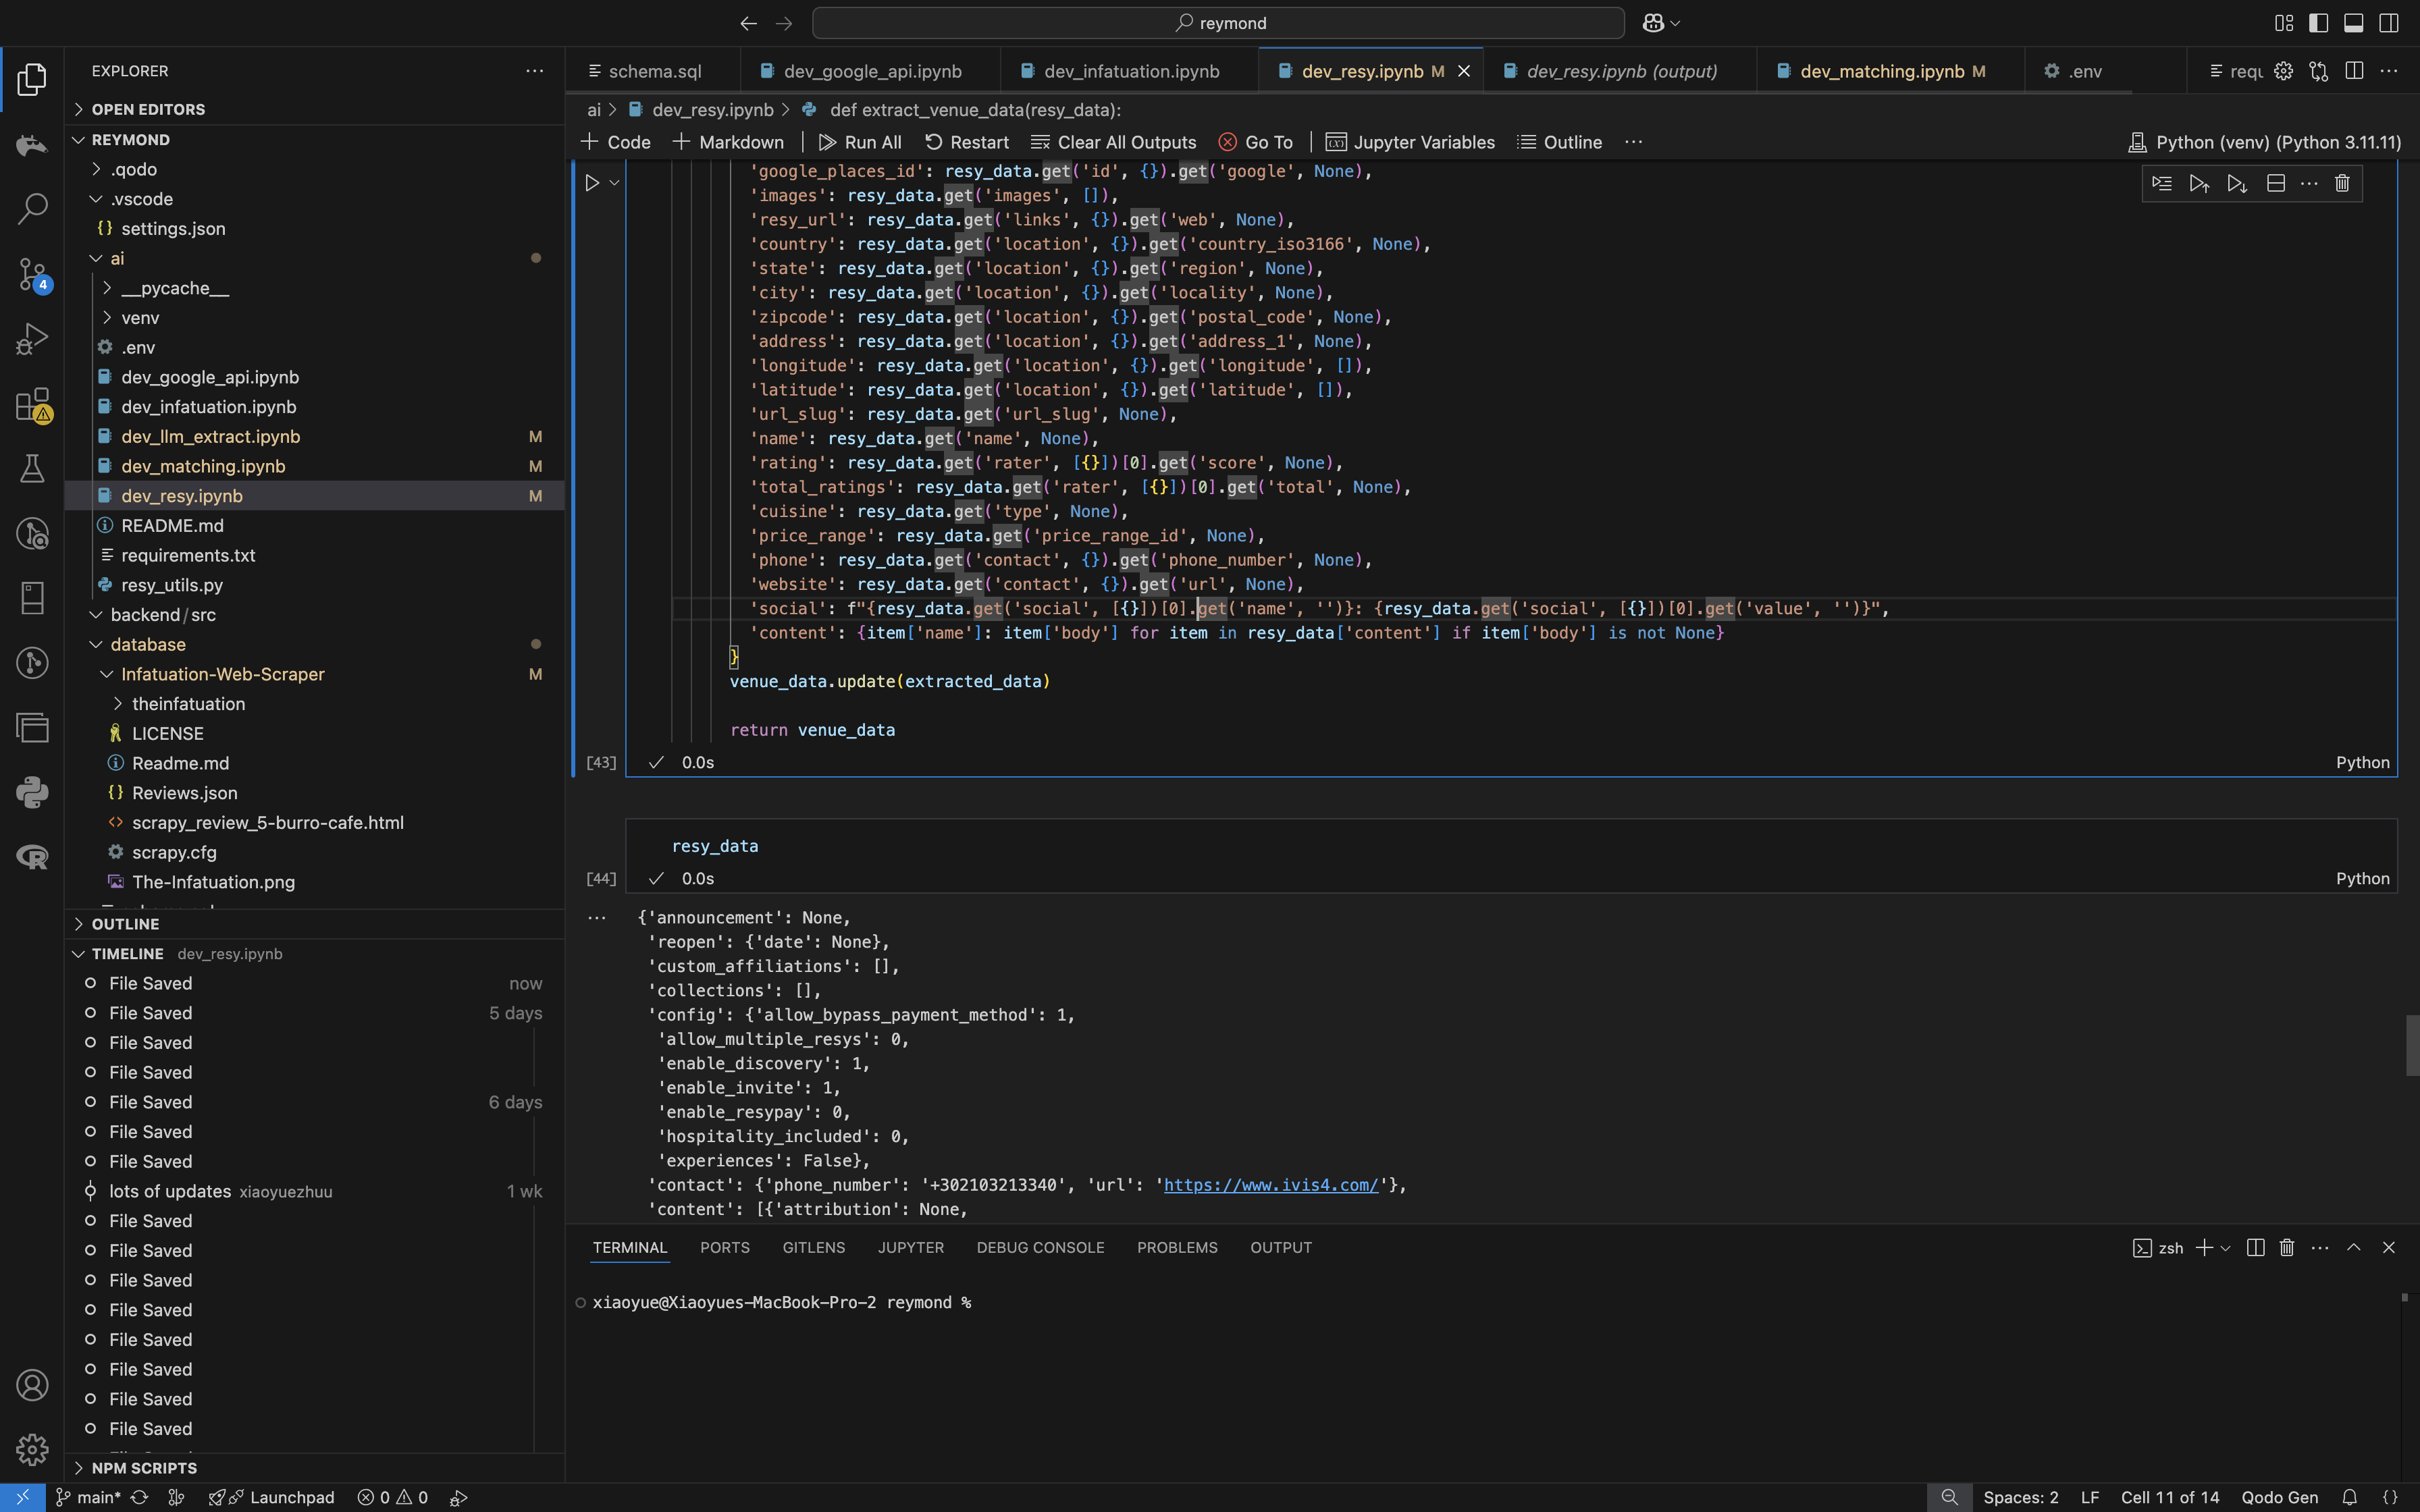 reymond
EXPLORER
OPEN EDITORS
REYMOND
.qodo
.vscode
settings.json
ai
__pycache__
venv
.env
dev_google_api.ipynb
dev_infatuation.ipynb
dev_llm_extract.ipynb M
dev_matching.ipynb M
dev_resy.ipynb M
README.md
requirements.txt
resy_utils.py
backend/src
database
Infatuation-Web-Scraper M
theinfatuation
LICENSE
Readme.md
Reviews.json
scrapy_review_5-burro-cafe.html
scrapy.cfg
The-Infatuation.png
OUTLINE
TIMELINE dev_resy.ipynb
File Saved now
File Saved 5 days
File Saved
File Saved
File Saved 6 days
File Saved
File Saved
lots of updates xiaoyuezhuu 1 wk
File Saved
File Saved
File Saved
File Saved
File Saved
File Saved
File Saved
File Saved
NPM SCRIPTS
4
schema.sql dev_google_api.ipynb dev_infatuation.ipynb dev_resy.ipynb M dev_resy.ipynb (output) dev_matching.ipynb M .env
ai > dev_resy.ipynb > def extract_venue_data(resy_data):
Code Markdown Run All Restart Clear All Outputs Go To Jupyter Variables Outline Python (venv) (Python 3.11.11)
'google_places_id': resy_data.get('id', {}).get('google', None),
'images': resy_data.get('images', []),
'resy_url': resy_data.get('links', {}).get('web', None),
'country': resy_data.get('location', {}).get('country_iso3166', None),
'state': resy_data.get('location', {}).get('region', None),
'city': resy_data.get('location', {}).get('locality', None),
'zipcode': resy_data.get('location', {}).get('postal_code', None),
'address': resy_data.get('location', {}).get('address_1', None),
'longitude': resy_data.get('location', {}).get('longitude', []),
'latitude': resy_data.get('location', {}).get('latitude', []),
'url_slug': resy_data.get('url_slug', None),
'name': resy_data.get('name', None),
'rating': resy_data.get('rater', [{}])[0].get('score', None),
'total_ratings': resy_data.get('rater', [{}])[0].get('total', None),
'cuisine': resy_data.get('type', None),
'price_range': resy_data.get('price_range_id', None),
'phone': resy_data.get('contact', {}).get('phone_number', None),
'website': resy_data.get('contact', {}).get('url', None),
'social': f"{resy_data.get('social', [{}])[0].get('name', '')}: {resy_data.get('social', [{}])[0].get('value', '')}",
'content': {item['name']: item['body'] for item in resy_data['content'] if item['body'] is not None}
}
venue_data.update(extracted_data)
return venue_data
[43] 0.0s Python
resy_data
[44] 0.0s Python
{'announcement': None,
'reopen': {'date': None},
'custom_affiliations': [],
'collections': [],
'config': {'allow_bypass_payment_method': 1,
'allow_multiple_resys': 0,
'enable_discovery': 1,
'enable_invite': 1,
'enable_resypay': 0,
'hospitality_included': 0,
'experiences': False},
'contact': {'phone_number': '+302103213340', 'url': 'https://www.ivis4.com/'},
'content': [{'attribution': None,
TERMINAL PORTS GITLENS JUPYTER DEBUG CONSOLE PROBLEMS OUTPUT zsh
xiaoyue@Xiaoyues-MacBook-Pro-2 reymond %
main* Launchpad 0 0 Spaces: 2 LF Cell 11 of 14 Qodo Gen